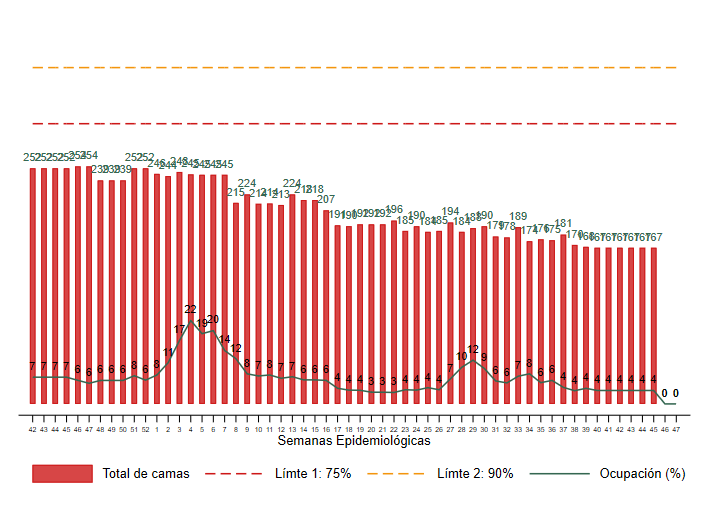 252 252 252 252 254 254 239 239 239 252 252 246 244 248 245 245 245 245 215 224 214 214 213 224 218 218 207 191 190 192 192 192 196 185 190 184 185 194 184 188 190 179 178 189 174 176 175 181 170 168 167 167 167 167 167 167
7 7 7 7 6 6 6 6 6 8 6 8 11 17 22 19 20 14 12 8 7 8 7 7 6 6 6 4 4 4 3 3 3 4 4 4 4 7 10 12 9 6 6 7 8 6 6 4 4 4 4 4 4 4 4 4 0 0
42 43 44 45 46 47 48 49 50 51 52 1 2 3 4 5 6 7 8 9 10 11 12 13 14 15 16 17 18 19 20 21 22 23 24 25 26 27 28 29 30 31 32 33 34 35 36 37 38 39 40 41 42 43 44 45 46 47
Semanas Epidemiológicas
Total de camas Límte 1: 75% Límte 2: 90% Ocupación (%)